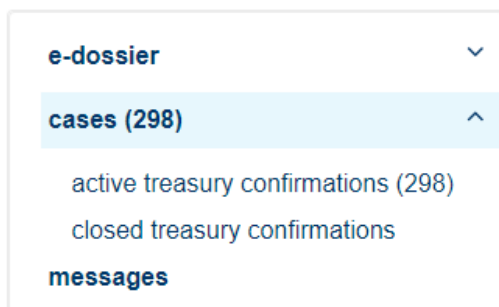 e-dossier
cases (298)
active treasury confirmations (298)
closed treasury confirmations
messages